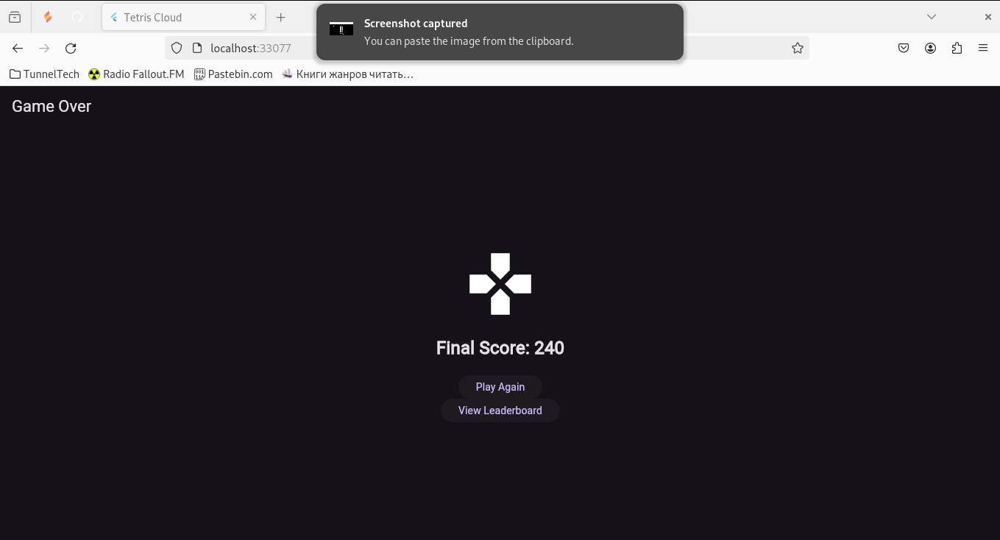 Tetris Cloud
Screenshot captured
You can paste the image from the clipboard.
localhost:33077
TunnelTech
Radio Fallout.FM
Pastebin.com
Книги жанров читать…
Game Over
Final Score: 240
Play Again
View Leaderboard